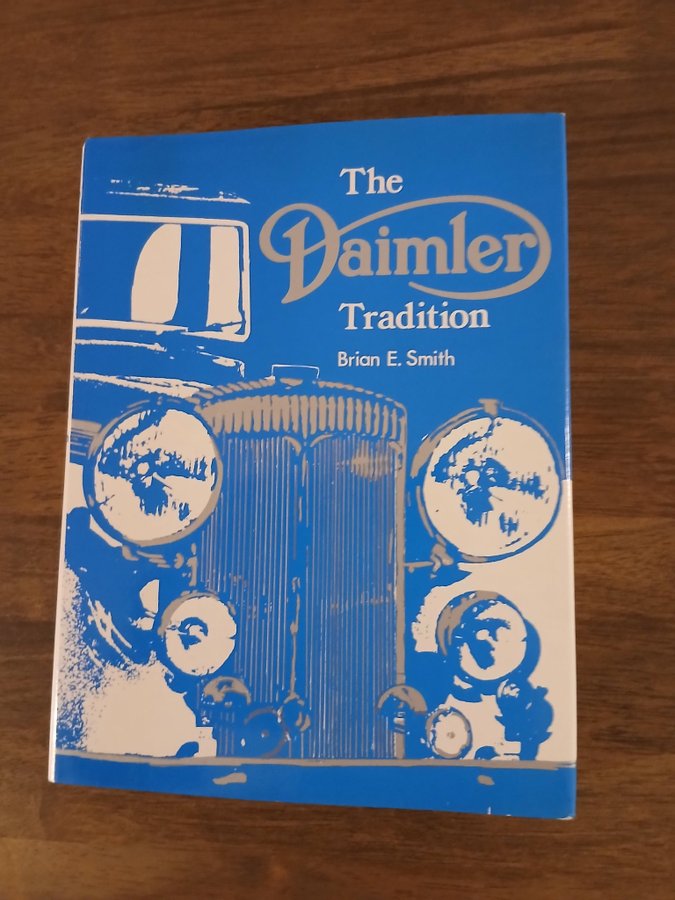 The
Daimler
Tradition
Brian E. Smith